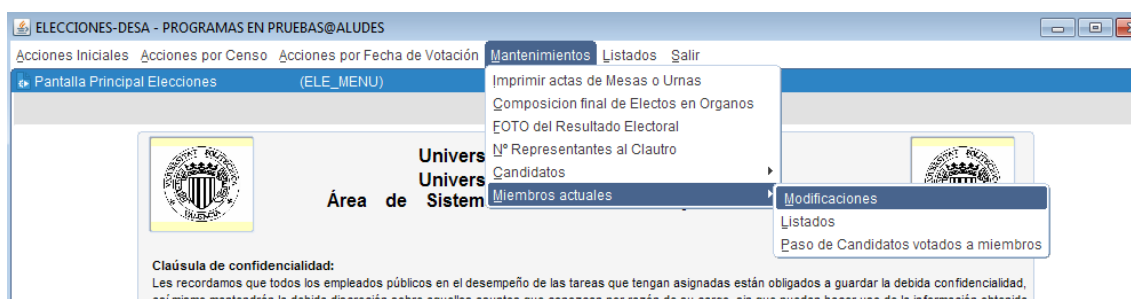 ELECCIONES-DESA - PROGRAMAS EN PRUEBAS@ALUDES
Acciones Iniciales Acciones por Censo Acciones por Fecha de Votación Mantenimientos Listados Salir
Pantalla Principal Elecciones (ELE_MENU)
Imprimir actas de Mesas o Urnas
Composicion final de Electos en Organos
FOTO del Resultado Electoral
Nº Representantes al Clautro
Candidatos
Miembros actuales
Modificaciones
Listados
Paso de Candidatos votados a miembros
Univers
Univers
Área de Sistem
Claúsula de confidencialidad:
Les recordamos que todos los empleados públicos en el desempeño de las tareas que tengan asignadas están obligados a guardar la debida confidencialidad,